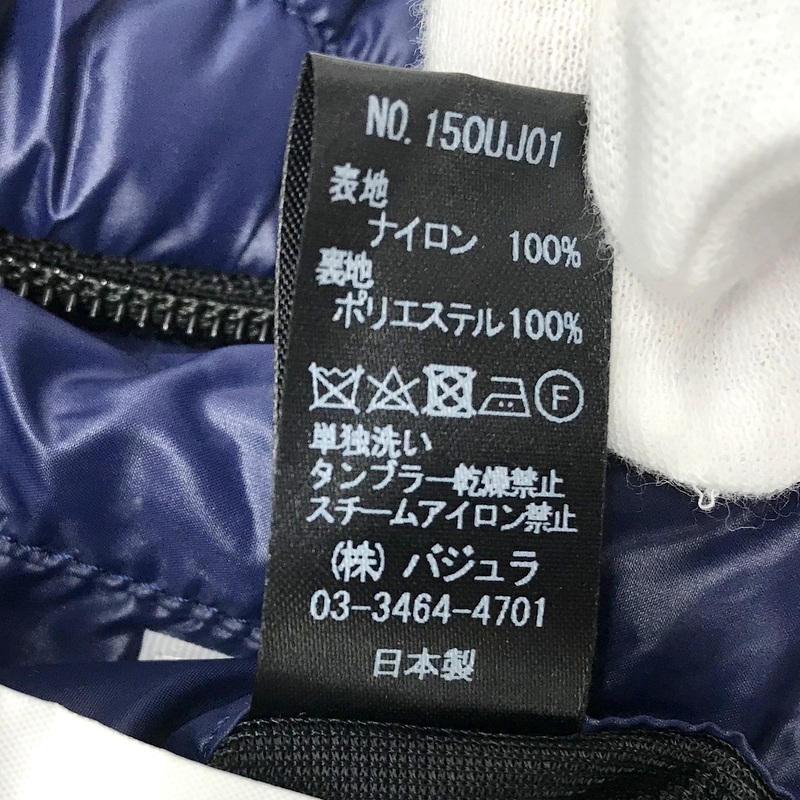 NO.150UJ01
表地
ナイロン 100%
裏地
ポリエステル100%
F
単独洗い
タンブラー乾燥禁止
スチームアイロン禁止
(株) バジュラ
03-3464-4701
日本製